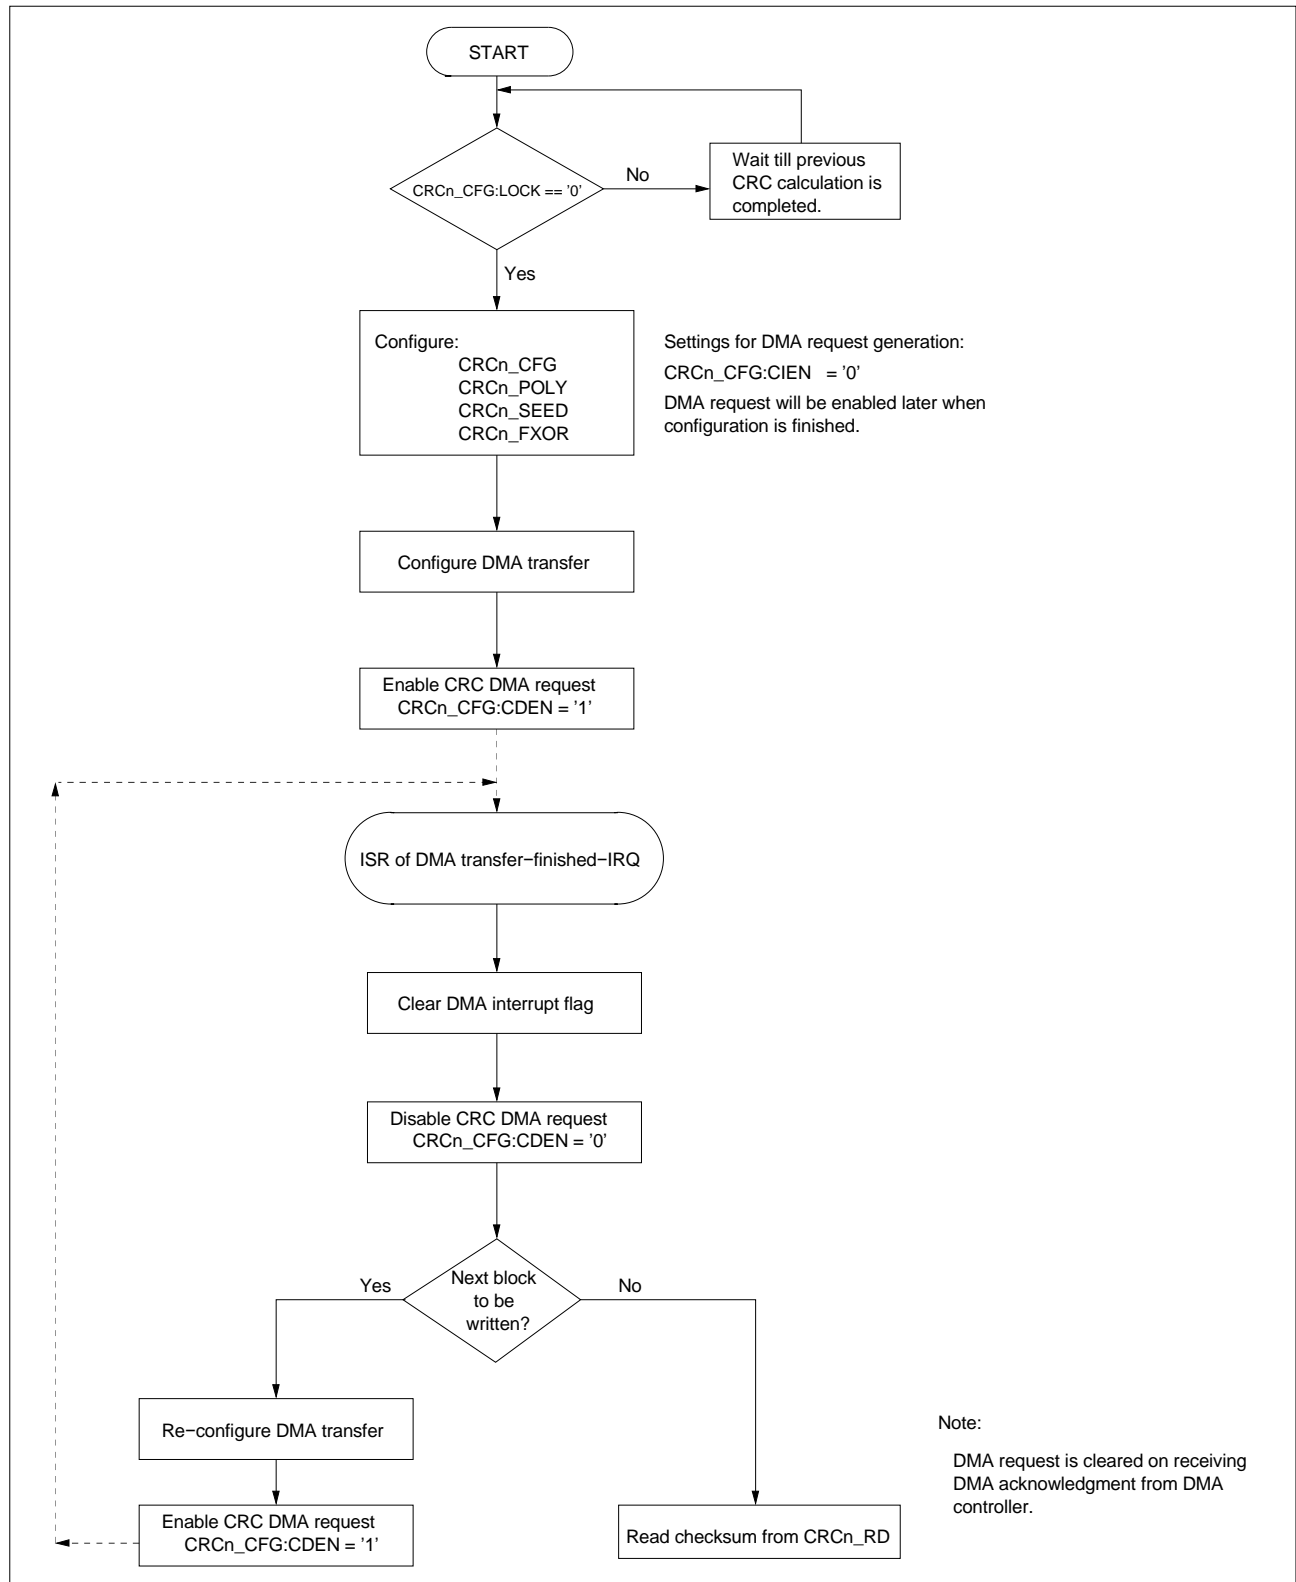 START
Wait till previous
CRC calculation is
completed.
No
CRCn_CFG:LOCK == '0'
Yes
Configure:
CRCn_CFG
CRCn_POLY
CRCn_SEED
CRCn_FXOR
Settings for DMA request generation:
CRCn_CFG:CIEN = '0'
DMA request will be enabled later when
configuration is finished.
Configure DMA transfer
Enable CRC DMA request
CRCn_CFG:CDEN = '1'
ISR of DMA transfer−finished−IRQ
Clear DMA interrupt flag
Disable CRC DMA request
CRCn_CFG:CDEN = '0'
Yes
Next block
to be
written?
No
Re−configure DMA transfer
Enable CRC DMA request
CRCn_CFG:CDEN = '1'
Read checksum from CRCn_RD
Note:
DMA request is cleared on receiving
DMA acknowledgment from DMA
controller.